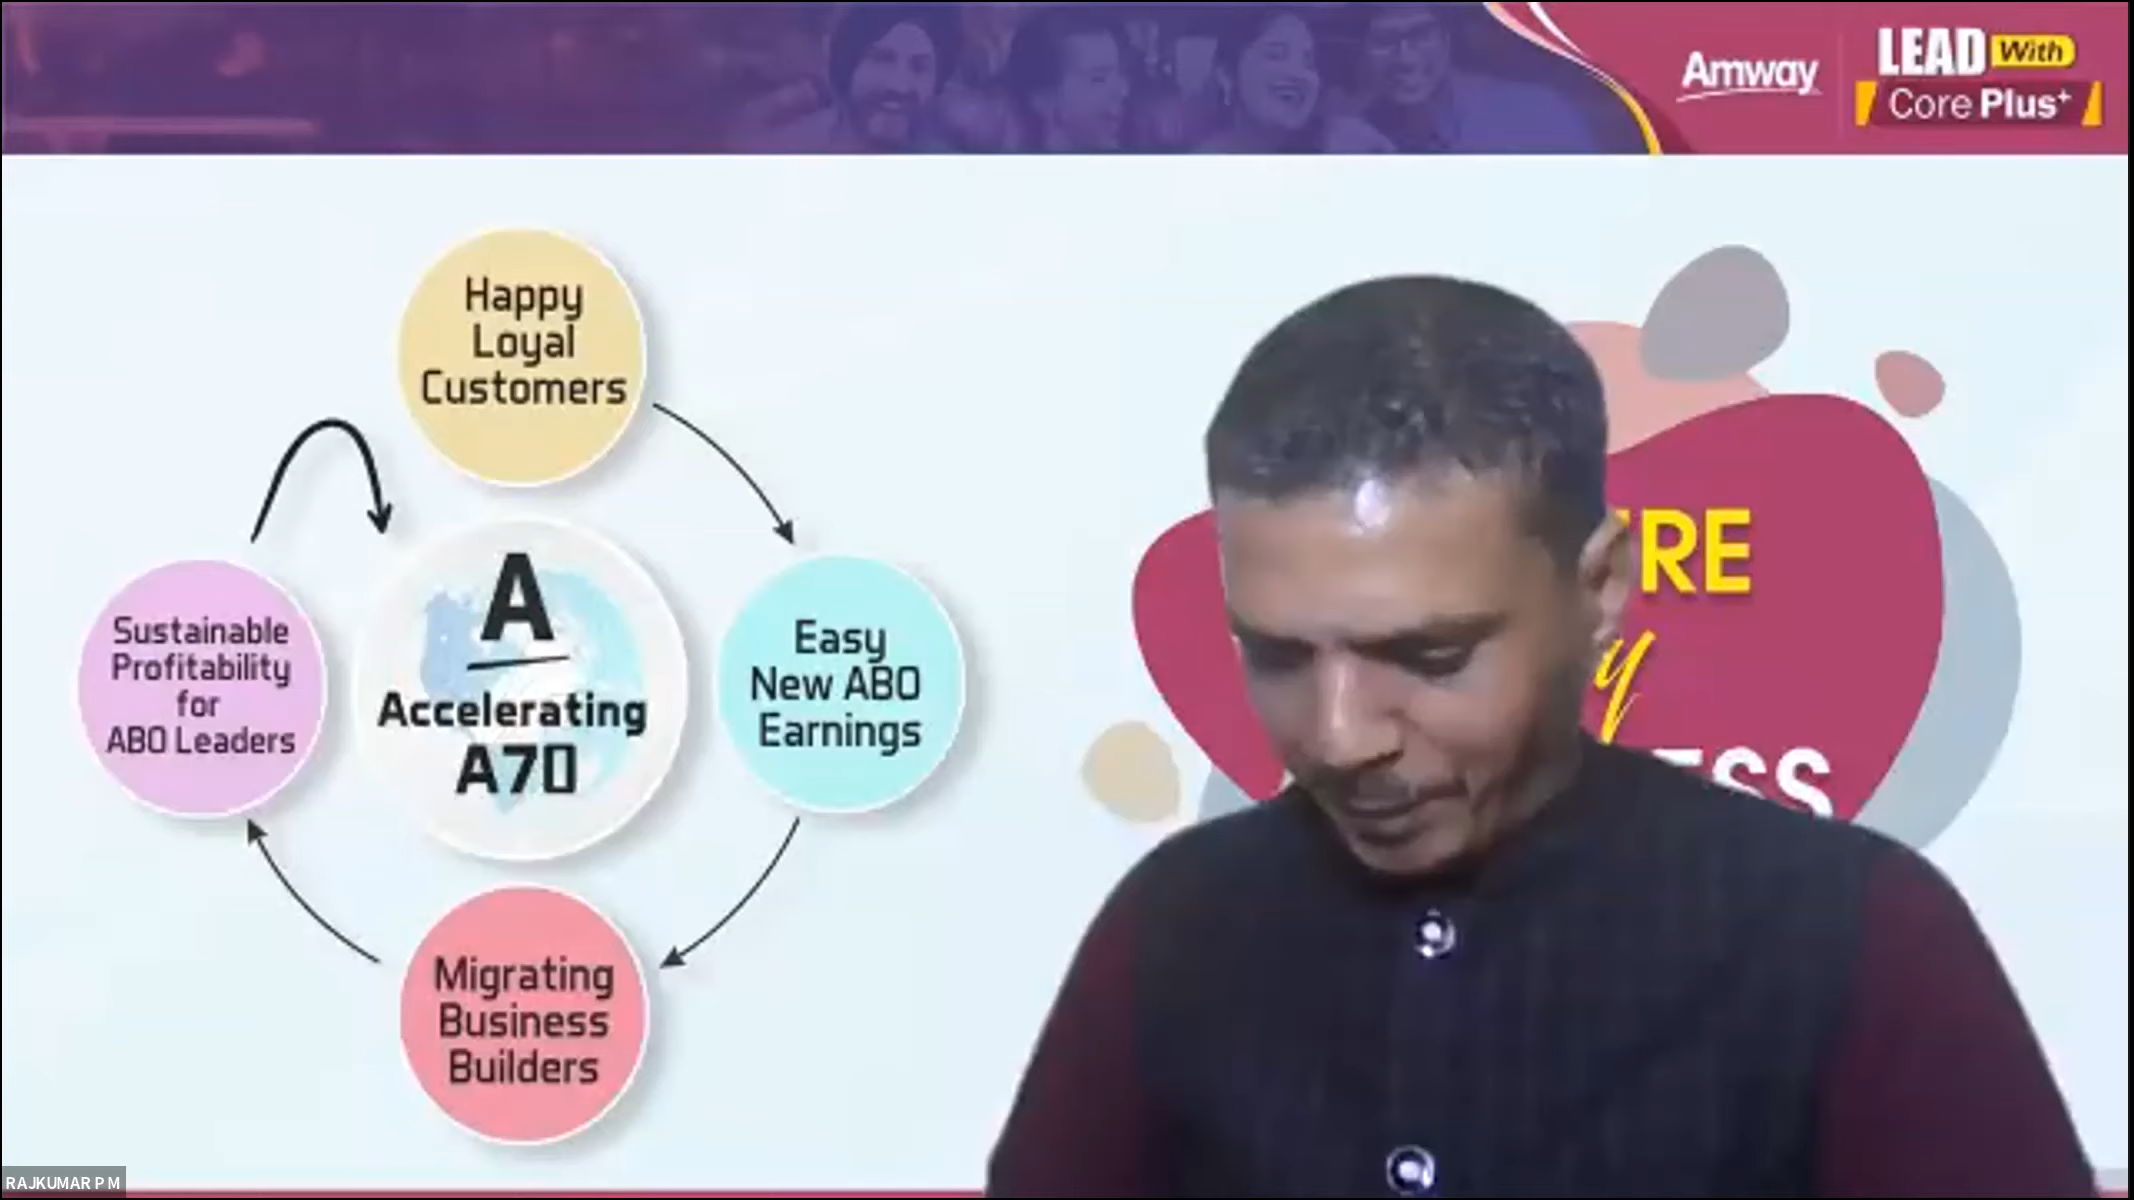 Amway
LEAD With
Core Plus+
Happy
Loyal
Customers
Sustainable
Profitability
for
ABO Leaders
A
Accelerating
A70
Easy
New ABO
Earnings
Migrating
Business
Builders
RAJKUMAR P M